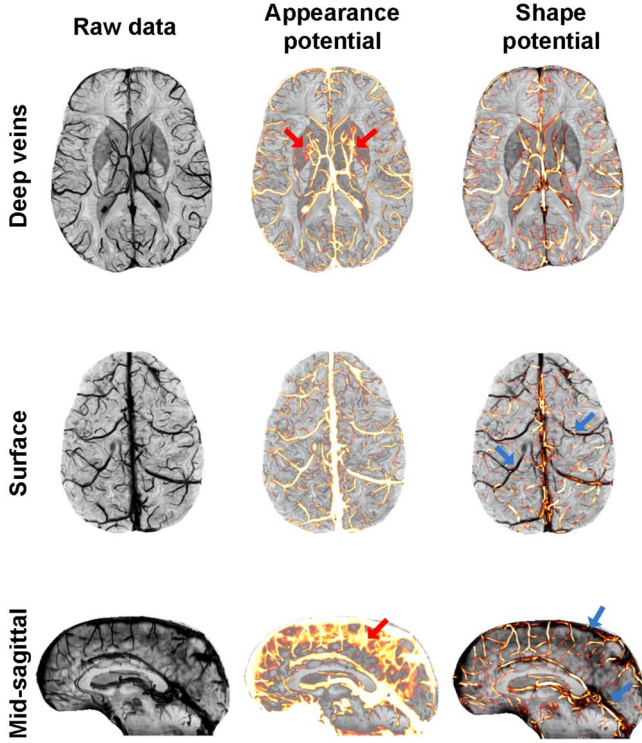 Raw data
Appearance
potential
Shape
potential
Deep veins
Surface
Mid-sagittal